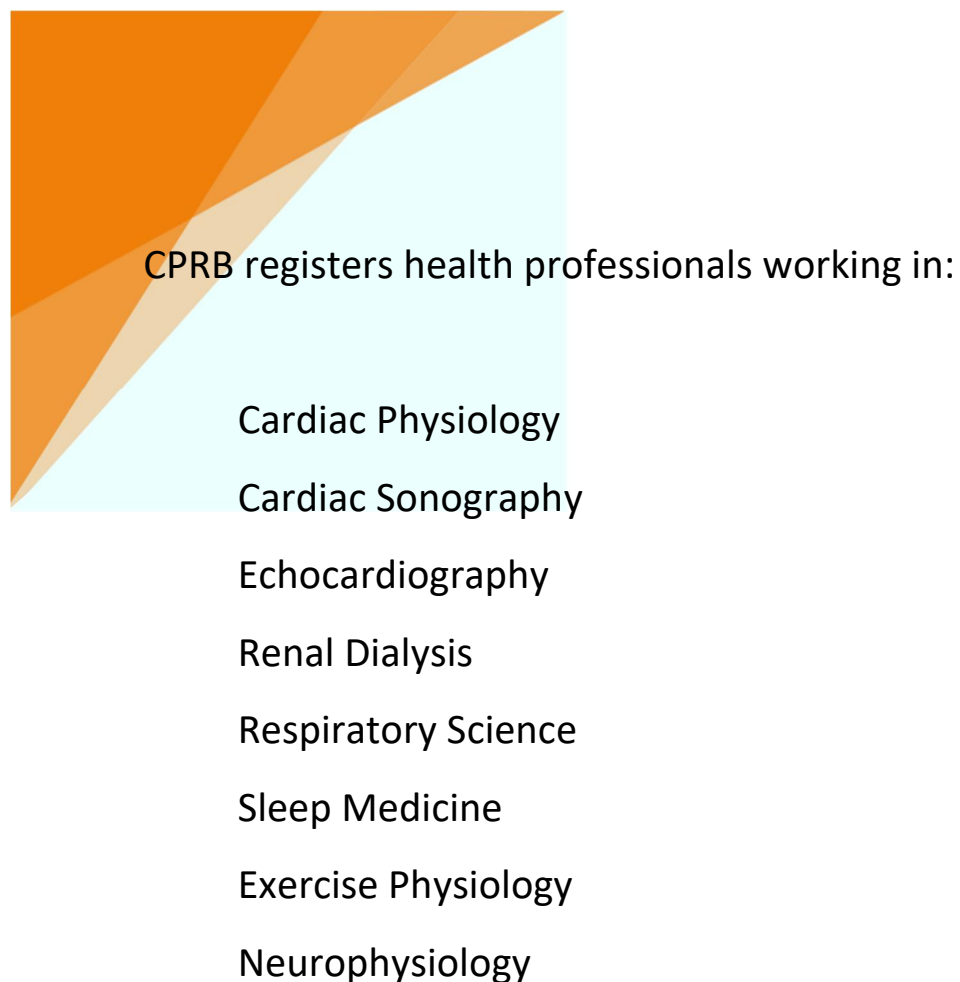 CPRB registers health professionals working in:
Cardiac Physiology
Cardiac Sonography
Echocardiography
Renal Dialysis
Respiratory Science
Sleep Medicine
Exercise Physiology
Neurophysiology